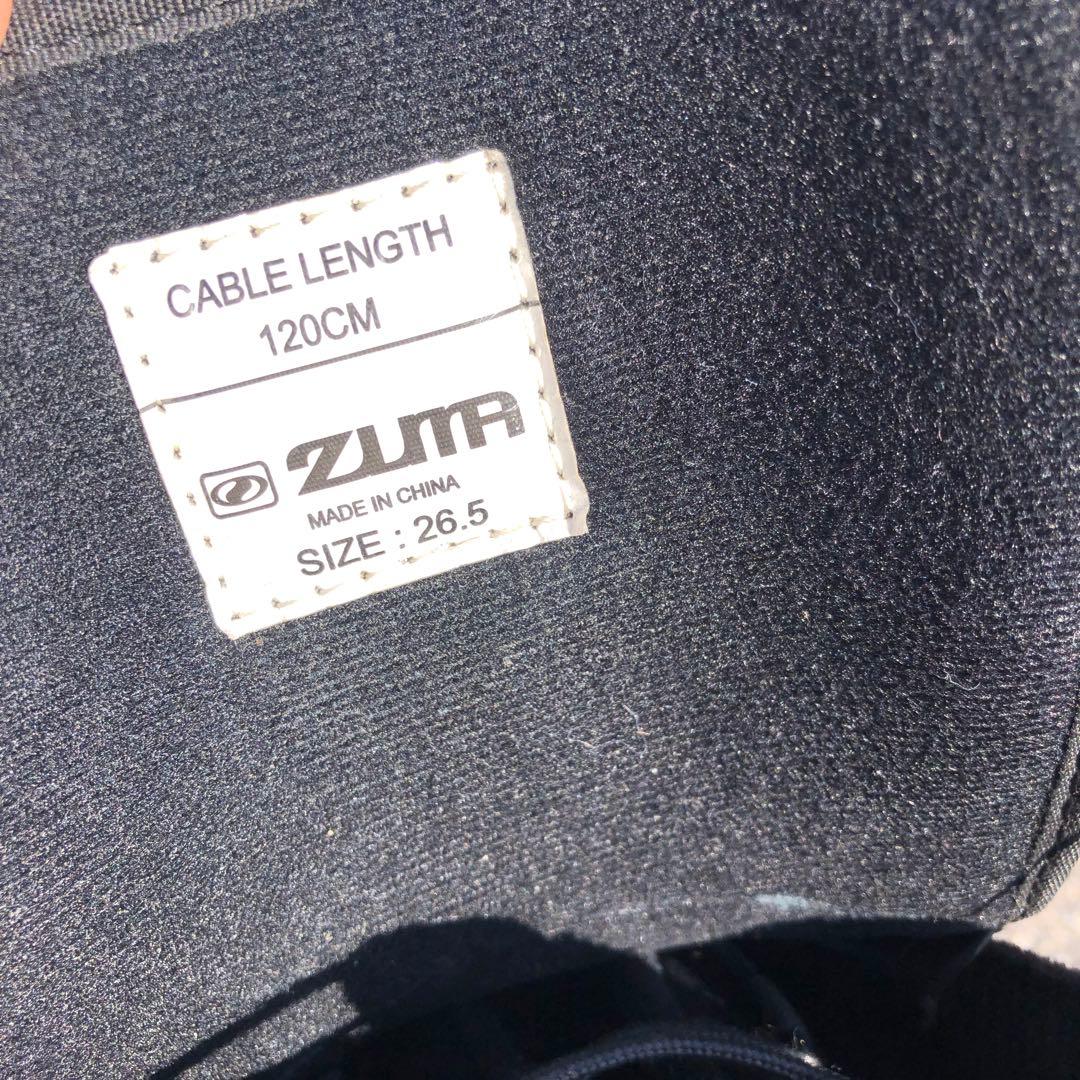 CABLE LENGTH
120CM
ZUMA
MADE IN CHINA
SIZE : 26.5